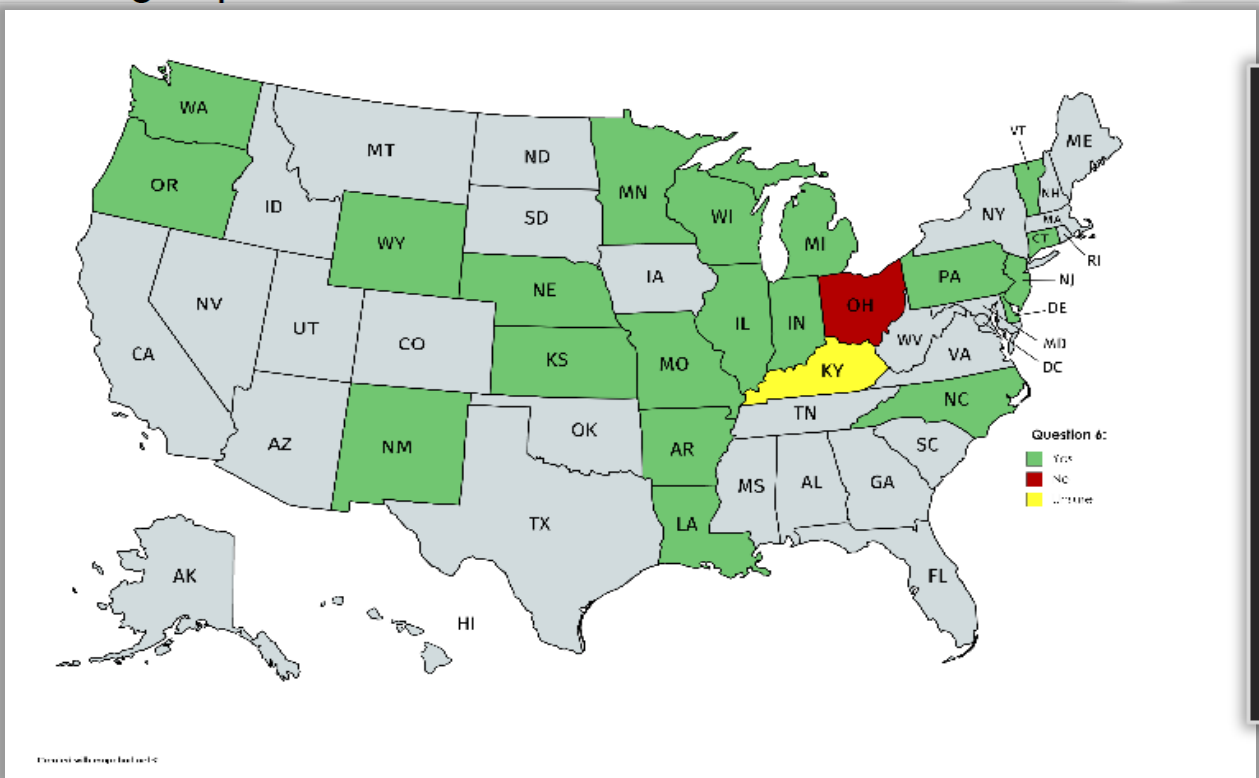 WA
MT
ND
MN
OR
ID
SD
WI
WY
MI
VT
ME
NH
NY
MA
CT
RI
IA
NE
PA
NJ
NV
UT
CO
IL
IN
OH
DE
CA
KS
MO
WV
VA
MD
DC
KY
AZ
NM
OK
AR
TN
NC
SC
MS
AL
GA
TX
LA
FL
AK
HI
Question 6:
Yes
No
Unsure